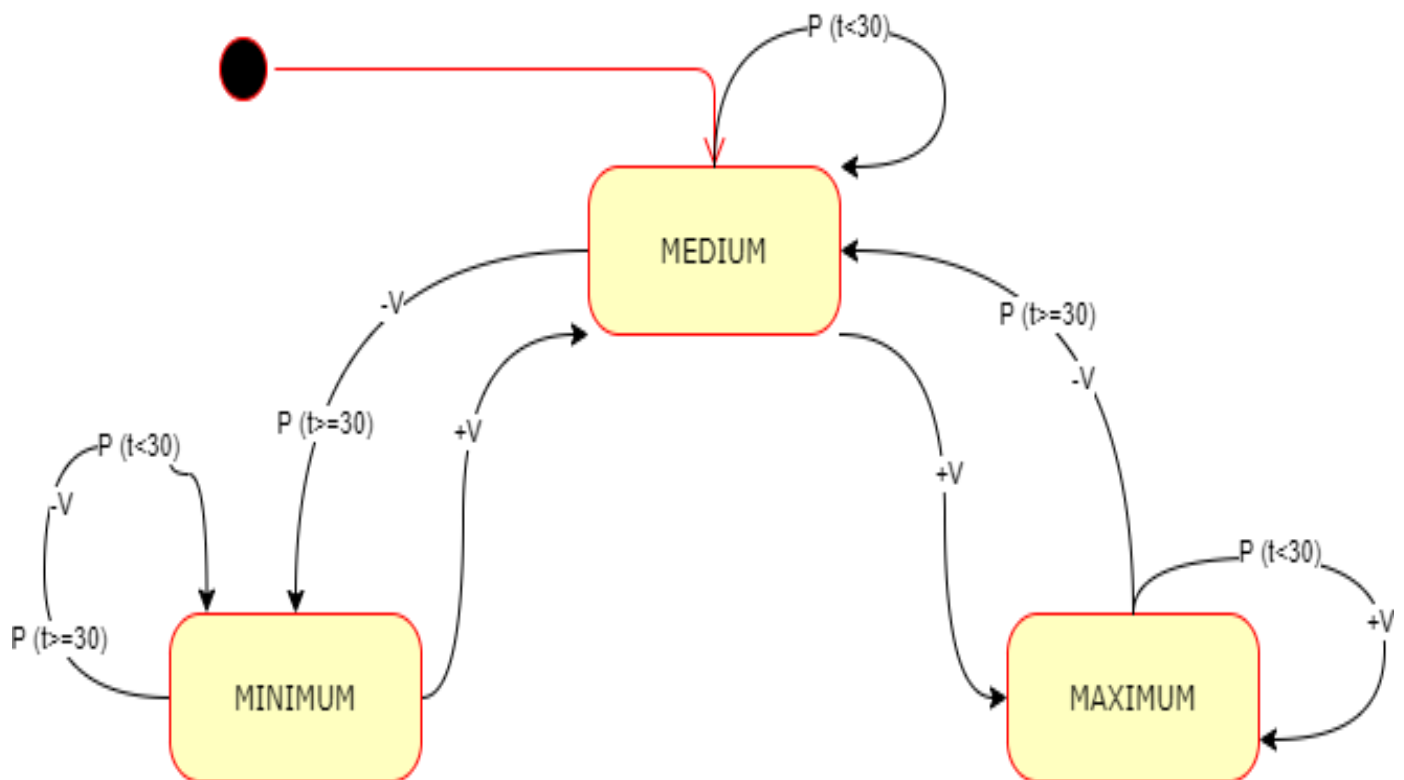 P (t<30)
MEDIUM
-V
P (t>=30)
P (t>=30)
-V
+V
P (t<30)
-V
P (t>=30)
+V
P (t<30)
+V
MINIMUM
MAXIMUM